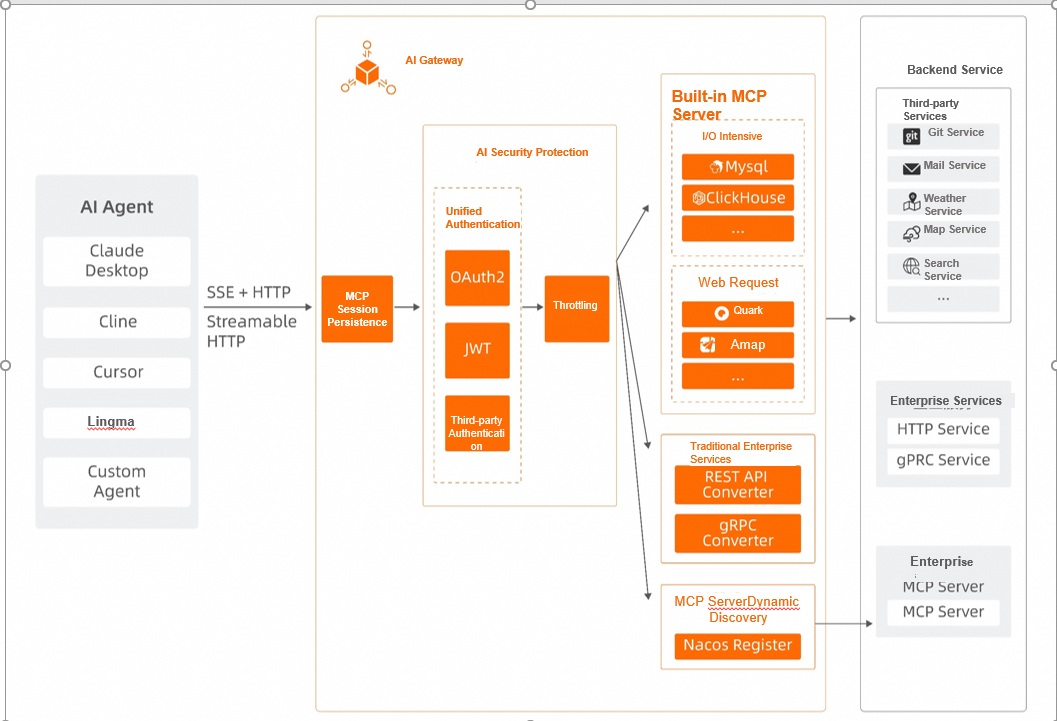 AI Gateway
Backend Service
Built-in MCP
Server
I/O Intensive
Mysql
ClickHouse
...
Web Request
Quark
Amap
...
Third-party
Services
git
Git Service
Mail Service
Weather
Service
Map Service
Search
Service
...
AI Security Protection
Unified
Authentication
OAuth2
JWT
Third-party
Authenticati
on
Throttling
AI Agent
Claude
Desktop
Cline
Cursor
Lingma
Custom
Agent
SSE + HTTP
Streamable
HTTP
MCP
Session
Persistence
Traditional Enterprise
Services
REST API
Converter
gRPC
Converter
MCP ServerDynamic
Discovery
Nacos Register
Enterprise Services
HTTP Service
gPRC Service
Enterprise
MCP Server
MCP Server